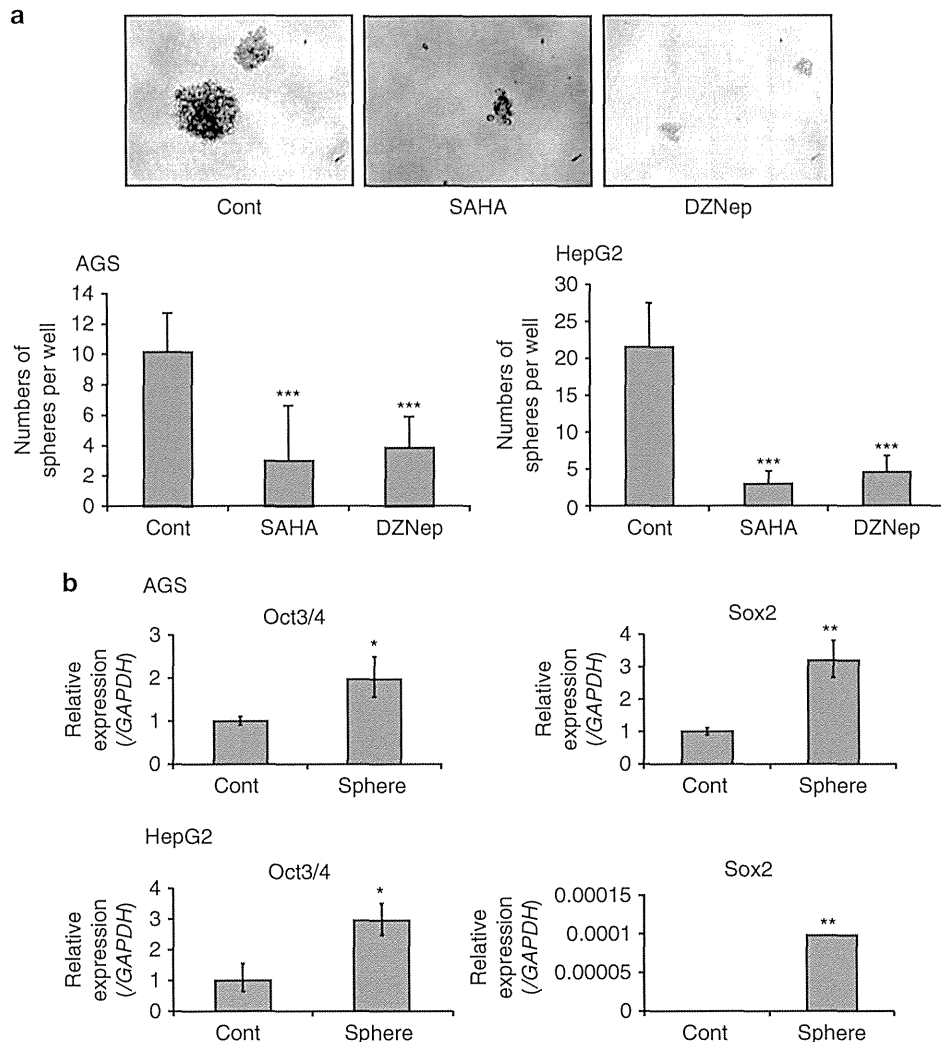 a
Cont SAHA DZNep
AGS
Numbers of
spheres per well
14
12
10
8
6
4
2
0
***
***
Cont SAHA DZNep
HepG2
Numbers of
spheres per well
30
25
20
15
10
5
0
***
***
Cont SAHA DZNep
b
AGS
Oct3/4
Relative
expression
(/GAPDH)
3
2
1
0
*
Cont Sphere
Sox2
Relative
expression
(/GAPDH)
4
3
2
1
0
**
Cont Sphere
HepG2
Oct3/4
Relative
expression
(/GAPDH)
4
3
2
1
0
*
Cont Sphere
Sox2
Relative
expression
(/GAPDH)
0.00015
0.0001
0.00005
0
**
Cont Sphere